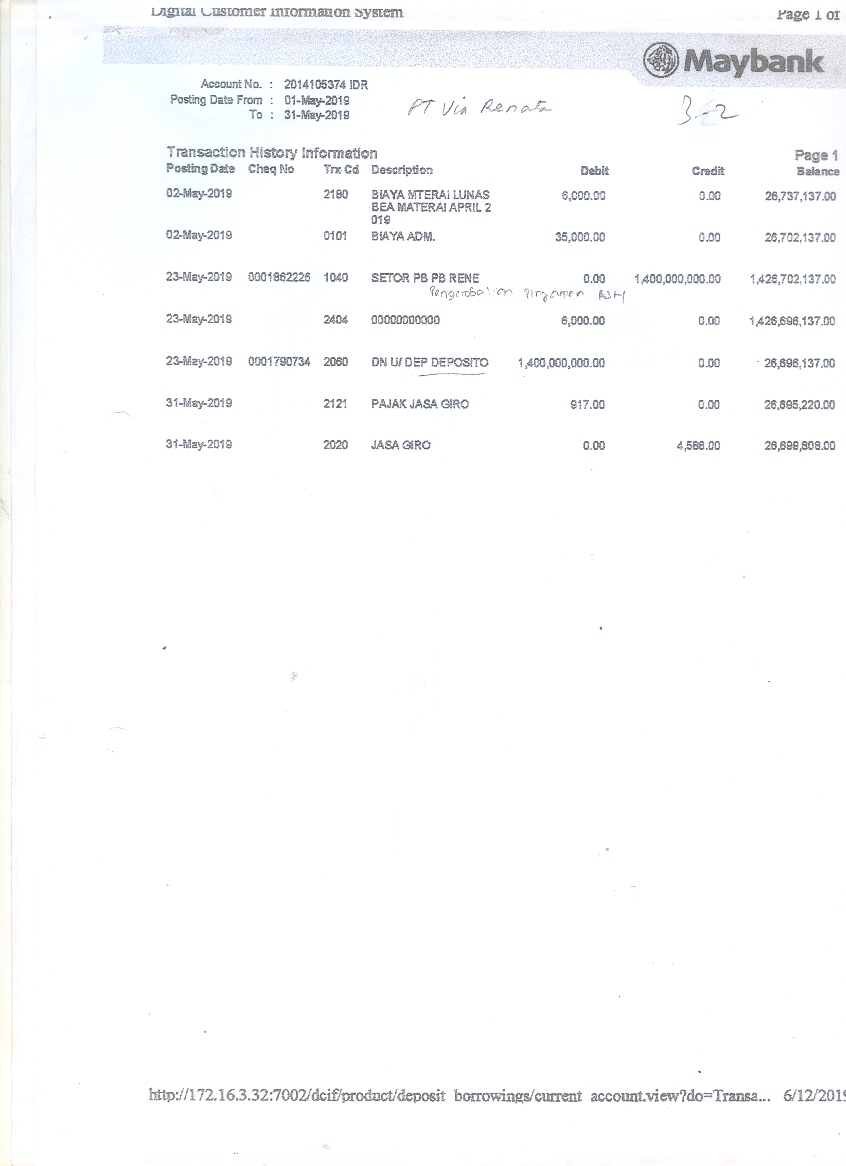 Digital Customer Information System Page 1 of
Maybank
Account No. : 2014105374 IDR
Posting Date From : 01-May-2019
To : 31-May-2019
PT Via Renata 3-2
Transaction History Information Page 1
Posting Date Cheq No Trx Cd Description Debit Credit Balance
02-May-2019 2180 BIAYA MTERAI LUNAS 6,000.00 0.00 26,737,137.00
BEA MATERAI APRIL 2
019
02-May-2019 0101 BIAYA ADM. 35,000.00 0.00 26,702,137.00
23-May-2019 0001862226 1040 SETOR PB PB RENE 0.00 1,400,000,000.00 1,426,702,137.00
23-May-2019 2404 00000000000 6,000.00 0.00 1,426,696,137.00
23-May-2019 0001790734 2060 DN U/ DEP DEPOSITO 1,400,000,000.00 0.00 26,696,137.00
31-May-2019 2121 PAJAK JASA GIRO 917.00 0.00 26,695,220.00
31-May-2019 2020 JASA GIRO 0.00 4,588.00 26,699,808.00
http://172.16.3.32:7002/dcif/product/deposit_borrowings/current_account.view?do=Transa... 6/12/2019